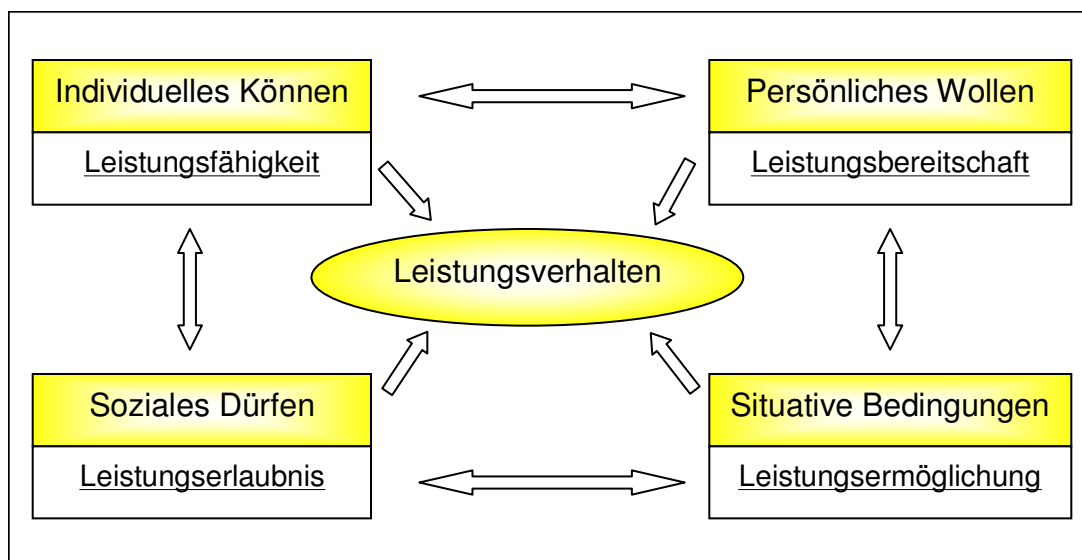 Individuelles Können
Leistungsfähigkeit
Persönliches Wollen
Leistungsbereitschaft
Leistungsverhalten
Soziales Dürfen
Leistungserlaubnis
Situative Bedingungen
Leistungsermöglichung